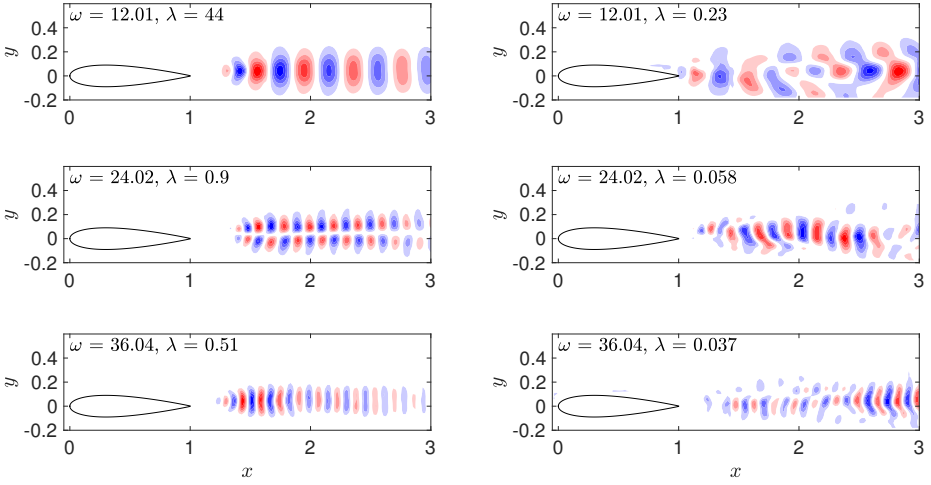 ω = 12.01, λ = 44
y
0.4
0.2
0
-0.2
0 1 2 3
ω = 12.01, λ = 0.23
y
0.4
0.2
0
-0.2
0 1 2 3
ω = 24.02, λ = 0.9
y
0.4
0.2
0
-0.2
0 1 2 3
ω = 24.02, λ = 0.058
y
0.4
0.2
0
-0.2
0 1 2 3
ω = 36.04, λ = 0.51
y
0.4
0.2
0
-0.2
0 1 2 3
x
ω = 36.04, λ = 0.037
y
0.4
0.2
0
-0.2
0 1 2 3
x